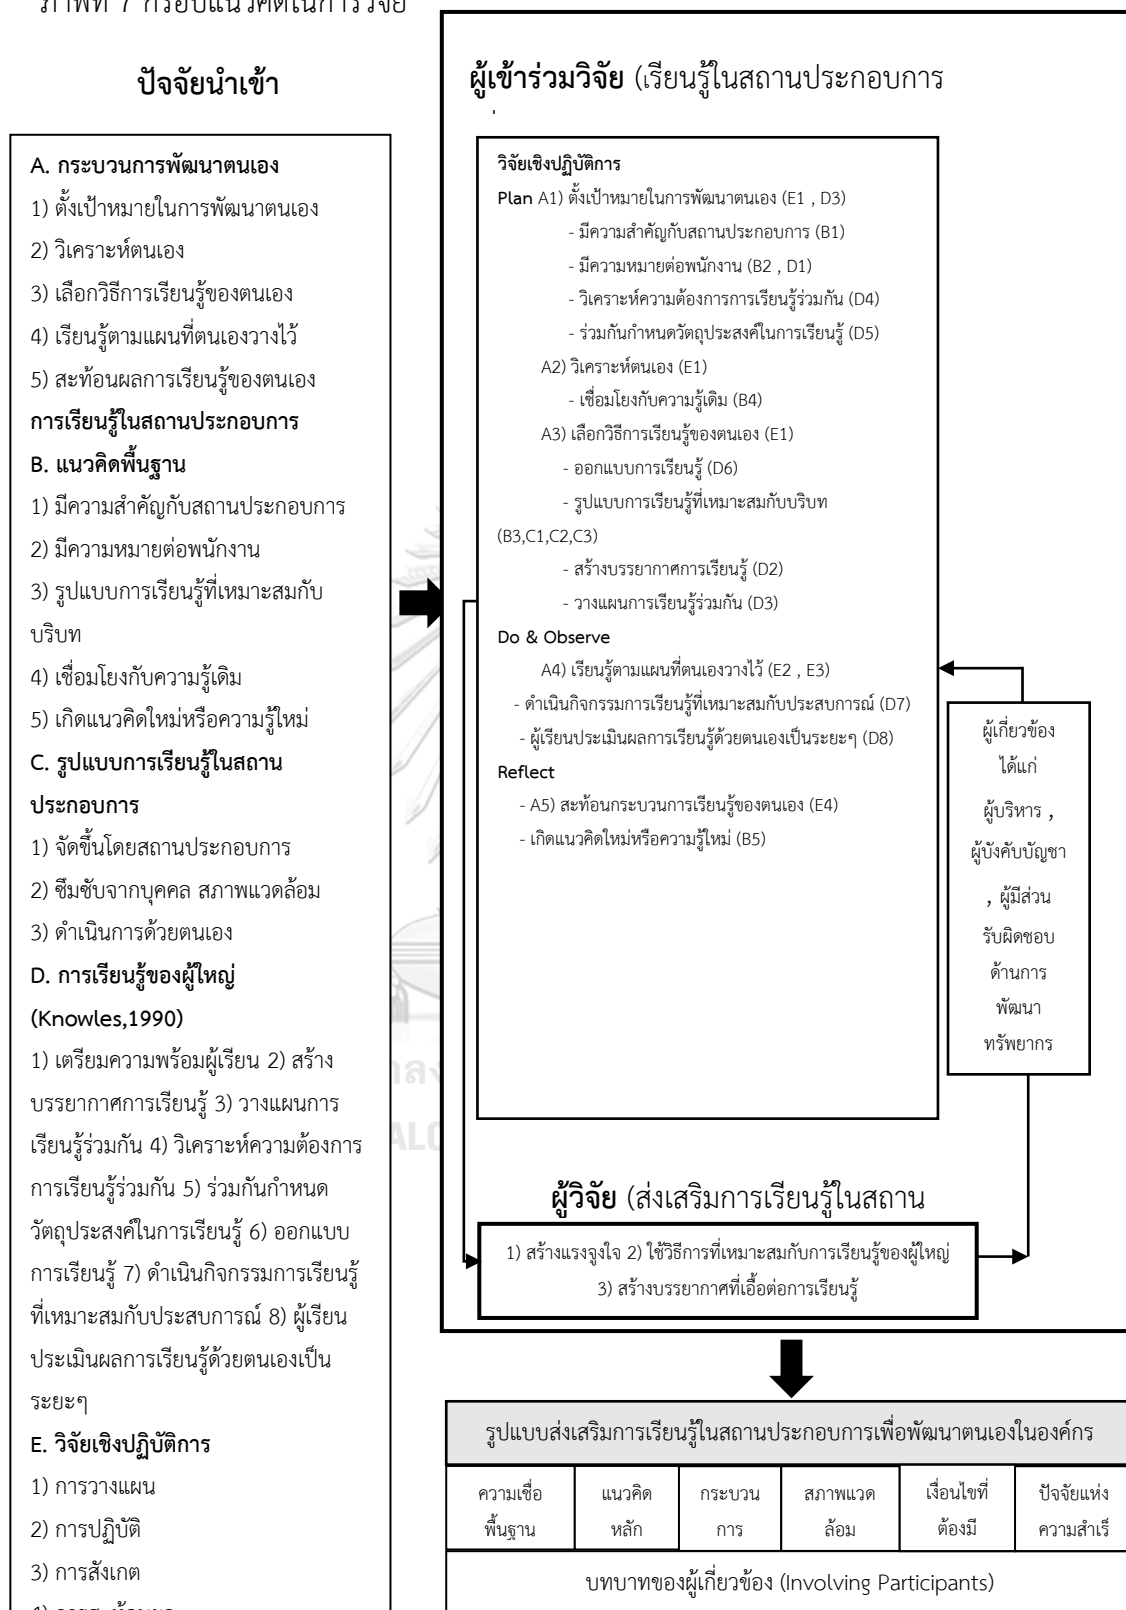 ภาพที่ 7 กรอบแนวคิดในการวิจัย
ปัจจัยนำเข้า
A. กระบวนการพัฒนาตนเอง
1) ตั้งเป้าหมายในการพัฒนาตนเอง
2) วิเคราะห์ตนเอง
3) เลือกวิธีการเรียนรู้ของตนเอง
4) เรียนรู้ตามแผนที่ตนเองวางไว้
5) สะท้อนผลการเรียนรู้ของตนเอง
การเรียนรู้ในสถานประกอบการ
B. แนวคิดพื้นฐาน
1) มีความสำคัญกับสถานประกอบการ
2) มีความหมายต่อพนักงาน
3) รูปแบบการเรียนรู้ที่เหมาะสมกับ
บริบท
4) เชื่อมโยงกับความรู้เดิม
5) เกิดแนวคิดใหม่หรือความรู้ใหม่
C. รูปแบบการเรียนรู้ในสถาน
ประกอบการ
1) จัดขึ้นโดยสถานประกอบการ
2) ซึมซับจากบุคคล สภาพแวดล้อม
3) ดำเนินการด้วยตนเอง
D. การเรียนรู้ของผู้ใหญ่
(Knowles,1990)
1) เตรียมความพร้อมผู้เรียน 2) สร้าง
บรรยากาศการเรียนรู้ 3) วางแผนการ
เรียนรู้ร่วมกัน 4) วิเคราะห์ความต้องการ
การเรียนรู้ร่วมกัน 5) ร่วมกันกำหนด
วัตถุประสงค์ในการเรียนรู้ 6) ออกแบบ
การเรียนรู้ 7) ดำเนินกิจกรรมการเรียนรู้
ที่เหมาะสมกับประสบการณ์ 8) ผู้เรียน
ประเมินผลการเรียนรู้ด้วยตนเองเป็น
ระยะๆ
E. วิจัยเชิงปฏิบัติการ
1) การวางแผน
2) การปฏิบัติ
3) การสังเกต
ผู้เข้าร่วมวิจัย (เรียนรู้ในสถานประกอบการ
วิจัยเชิงปฏิบัติการ
Plan A1) ตั้งเป้าหมายในการพัฒนาตนเอง (E1 , D3)
- มีความสำคัญกับสถานประกอบการ (B1)
- มีความหมายต่อพนักงาน (B2 , D1)
- วิเคราะห์ความต้องการการเรียนรู้ร่วมกัน (D4)
- ร่วมกันกำหนดวัตถุประสงค์ในการเรียนรู้ (D5)
A2) วิเคราะห์ตนเอง (E1)
- เชื่อมโยงกับความรู้เดิม (B4)
A3) เลือกวิธีการเรียนรู้ของตนเอง (E1)
- ออกแบบการเรียนรู้ (D6)
- รูปแบบการเรียนรู้ที่เหมาะสมกับบริบท
(B3,C1,C2,C3)
- สร้างบรรยากาศการเรียนรู้ (D2)
- วางแผนการเรียนรู้ร่วมกัน (D3)
Do & Observe
A4) เรียนรู้ตามแผนที่ตนเองวางไว้ (E2 , E3)
- ดำเนินกิจกรรมการเรียนรู้ที่เหมาะสมกับประสบการณ์ (D7)
- ผู้เรียนประเมินผลการเรียนรู้ด้วยตนเองเป็นระยะๆ (D8)
Reflect
- A5) สะท้อนกระบวนการเรียนรู้ของตนเอง (E4)
- เกิดแนวคิดใหม่หรือความรู้ใหม่ (B5)
ผู้เกี่ยวข้อง
ได้แก่
ผู้บริหาร ,
ผู้บังคับบัญชา
, ผู้มีส่วน
รับผิดชอบ
ด้านการ
พัฒนา
ทรัพยากร
ผู้วิจัย (ส่งเสริมการเรียนรู้ในสถาน
1) สร้างแรงจูงใจ 2) ใช้วิธีการที่เหมาะสมกับการเรียนรู้ของผู้ใหญ่
3) สร้างบรรยากาศที่เอื้อต่อการเรียนรู้
รูปแบบส่งเสริมการเรียนรู้ในสถานประกอบการเพื่อพัฒนาตนเองในองค์กร
ความเชื่อ
พื้นฐาน
แนวคิด
หลัก
กระบวน
การ
สภาพแวด
ล้อม
เงื่อนไขที่
ต้องมี
ปัจจัยแห่ง
ความสำเร็
บทบาทของผู้เกี่ยวข้อง (Involving Participants)